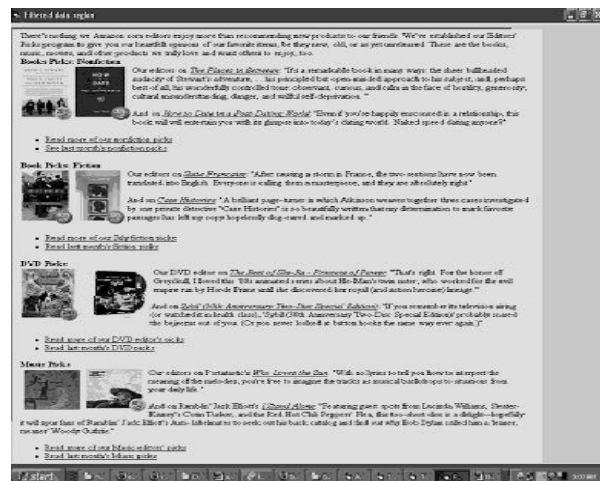 Filtered data region
There's nothing we Amazon.com editors enjoy more than recommending new products to our friends. We've established our Editors'
Picks program to give you our heartfelt opinions of our favorite items, be they new, old, or as yet unreleased. These are the books,
music, movies, and other products we truly love and want others to enjoy, too.
Books Picks: Nonfiction
Our editors on The Places in Between: "It's a remarkable book in many ways: the sheer bullheaded
audacity of Stewart's adventure, ... his principled but open-minded approach to his subject, and, perhaps
best of all, his wonderfully controlled tone: observant, curious, and calm in the face of hostility, generosity,
cultural misunderstanding, danger, and willful self-deprivation."
And on How to Date in a Post-Dating World: "Even if you're happily ensconced in a relationship, this
book will entertain you with its glimpse into today's dating world. Naked speed dating anyone?"
Read more of our nonfiction picks
See last month's nonfiction picks
Book Picks: Fiction
Our editors on Suite Française: "After causing a storm in France, the two sections have now been
translated into English. Everyone is calling them a masterpiece, and they are absolutely right."
And on Case Histories: "A brilliant page-turner in which Atkinson weaves together three cases investigated
by one private detective "Case Histories" is so beautifully written that my determination to mark favorite
passages has left my copy hopelessly dog-eared and marked up."
Read more of our July fiction picks
Read last month's fiction picks
DVD Picks
Our DVD editor on The Best of She-Ra - Princess of Power: "That's right. For the honor of
Greyskull, I loved this '80s animated series about He-Man's twin sister, who worked for the evil
empire run by Horde Prime until she discovered her royal (and action heroine) lineage."
And on Sybil (30th Anniversary Two-Disc Special Edition): "If you remember its television airing
(or watched it in health class), 'Sybil (30th Anniversary Two-Disc Special Edition)' probably scared
the bejeezus out of you. (Or you never looked at button hooks the same way ever again.)"
Read more of our DVD editor's picks
Read last month's DVD picks
Music Picks
Our editors on Fontastic's Who Loves the Sun: "With no lyrics to tell you how to interpret the
meaning of the melodies, you're free to imagine the tracks as musical backdrops to situations from
your daily life."
And on Ramblin' Jack Elliott's I Stand Alone: "Featuring guest spots from Lucinda Williams, Sleater-
Kinney's Corin Tucker, and the Red Hot Chili Peppers' Flea, this too-short disc is a delight--hopefully
it will spur fans of Ramblin' Jack Elliott's Anti- labelmates to seek out his back catalog and find out why Bob Dylan called him a
means "Woody Guthrie."
Read more of our Music editors' picks
Read last month's Music picks
start